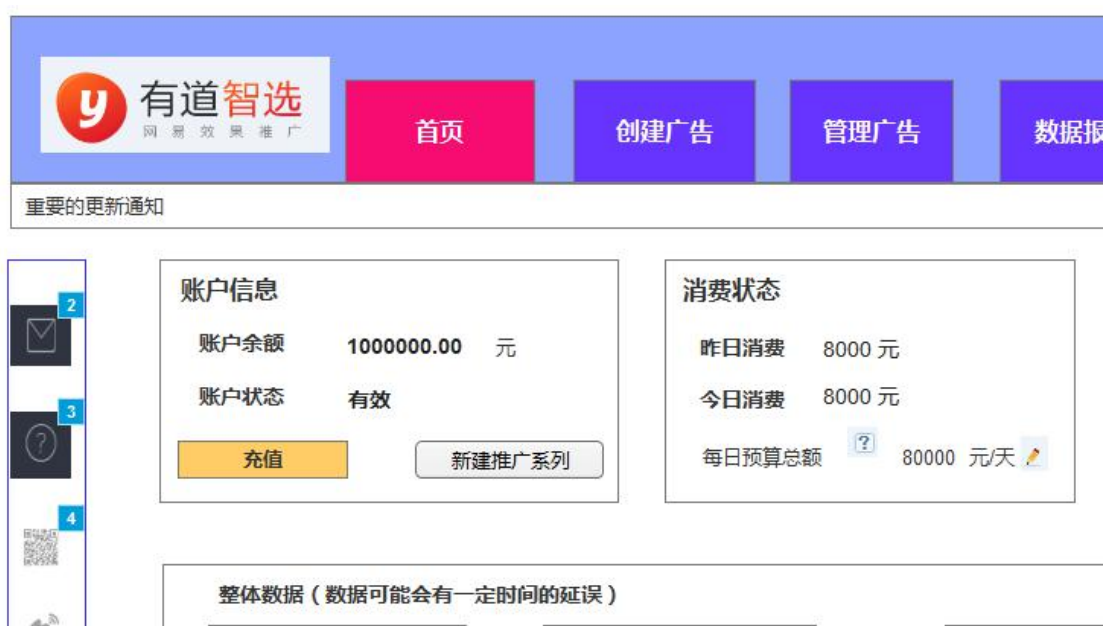 y 有道智选
网易效果推广
首页 创建广告 管理广告 数据报
重要的更新通知
账户信息
账户余额 1000000.00 元
账户状态 有效
充值 新建推广系列
消费状态
昨日消费 8000 元
今日消费 8000 元
每日预算总额 ? 80000 元/天
2
3
?
4
整体数据（数据可能会有一定时间的延误）